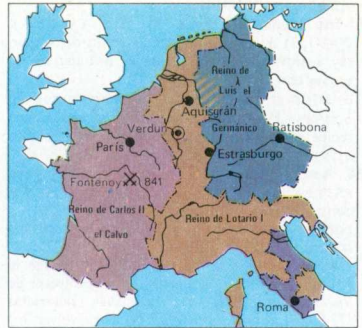 Reino de
Luis el
Germánico
Aquisgrán
Verdún
Ratisbona
París
Estrasburgo
Fontenoy 841
Reino de Carlos II
el Calvo
Reino de Lotario I
Roma